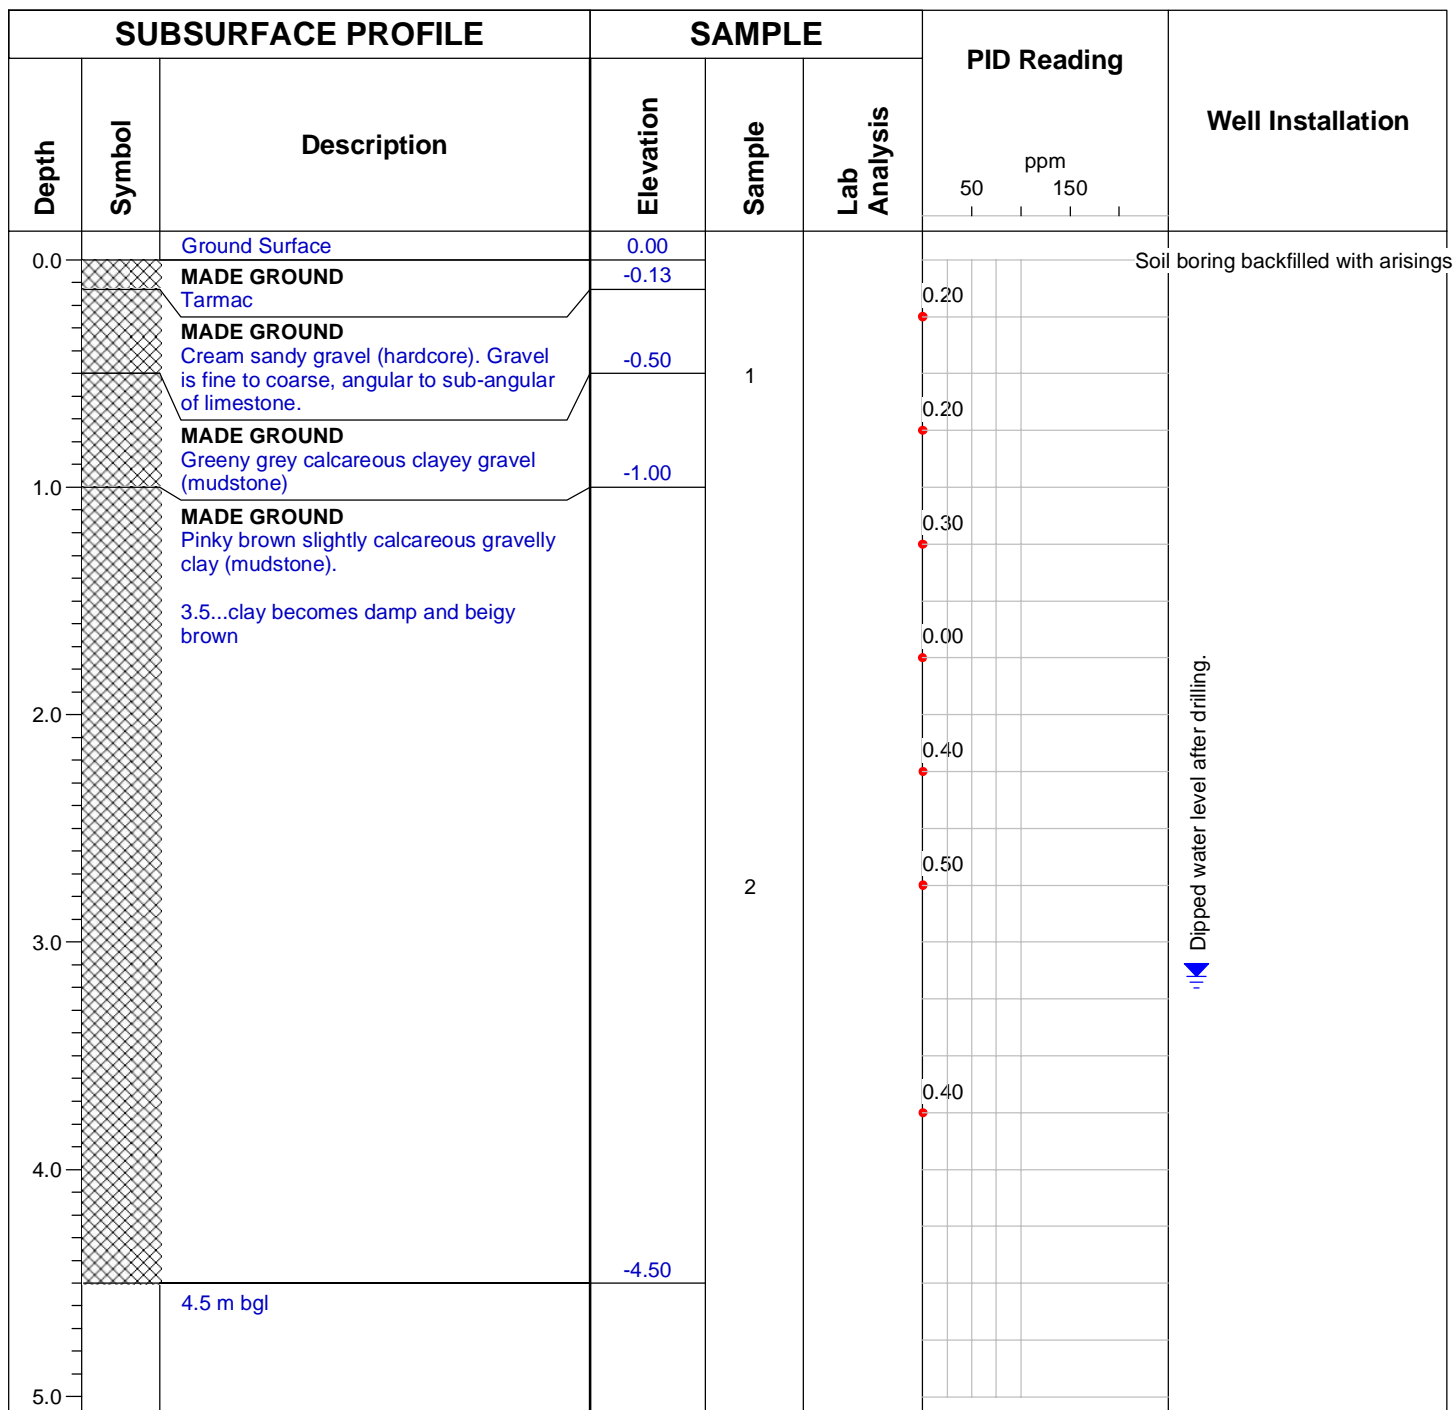 SUBSURFACE PROFILE
SAMPLE
PID Reading
Well Installation
Depth
Symbol
Description
Elevation
Sample
Lab
Analysis
ppm
50 150
Ground Surface
0.00
0.0
Soil boring backfilled with arisings
MADE GROUND
-0.13
Tarmac
0.20
MADE GROUND
Cream sandy gravel (hardcore). Gravel
is fine to coarse, angular to sub-angular
of limestone.
-0.50
1
0.20
MADE GROUND
Greeny grey calcareous clayey gravel
(mudstone)
-1.00
1.0
MADE GROUND
Pinky brown slightly calcareous gravelly
clay (mudstone).
0.30
3.5...clay becomes damp and beigy
brown
0.00
2.0
0.40
Dipped water level after drilling.
0.50
2
3.0
0.40
4.0
-4.50
4.5 m bgl
5.0